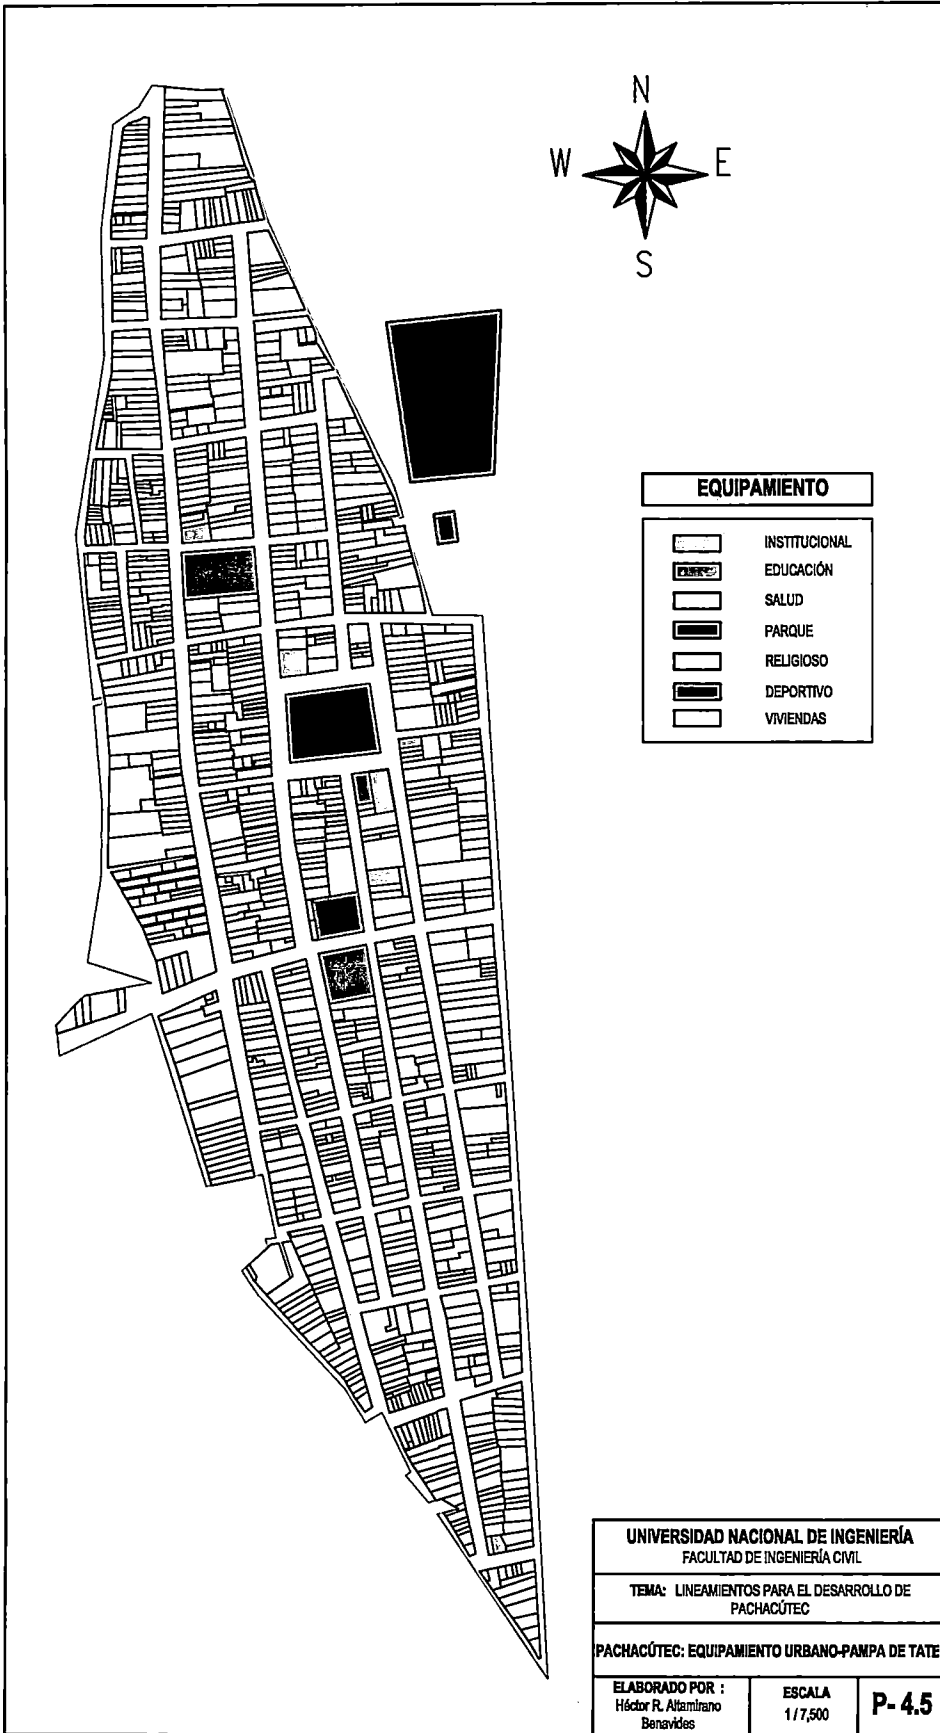 N
W E
S
EQUIPAMIENTO
INSTITUCIONAL
EDUCACIÓN
SALUD
PARQUE
RELIGIOSO
DEPORTIVO
VIVIENDAS
UNIVERSIDAD NACIONAL DE INGENIERÍA
FACULTAD DE INGENIERÍA CIVIL
TEMA: LINEAMIENTOS PARA EL DESARROLLO DE
PACHACÚTEC
PACHACÚTEC: EQUIPAMIENTO URBANO-PAMPA DE TATE
ELABORADO POR :
Héctor R. Altamirano
Benavides
ESCALA
1 / 7,500
P- 4.5